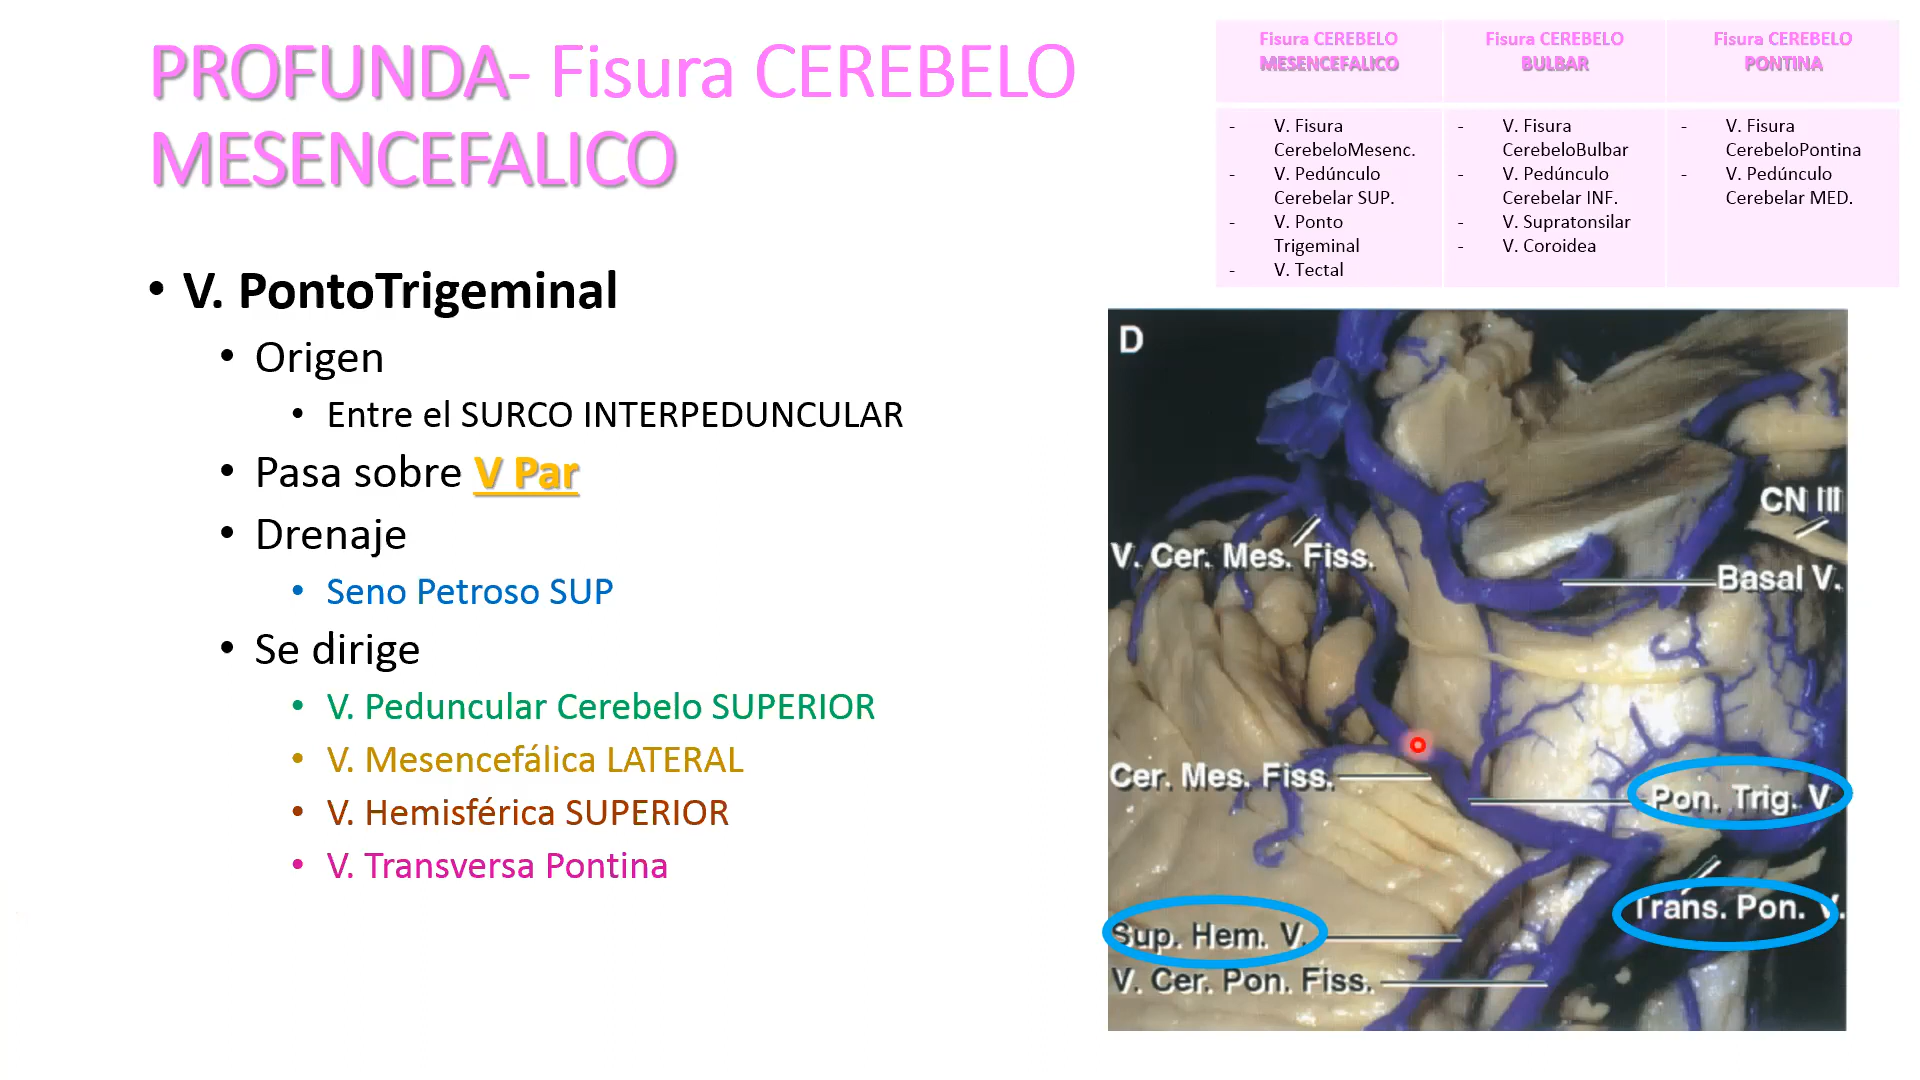 PROFUNDA- Fisura CEREBELO
MESENCEFALICO
• V. PontoTrigeminal
• Origen
• Entre el SURCO INTERPEDUNCULAR
• Pasa sobre V Par
• Drenaje
• Seno Petroso SUP
• Se dirige
• V. Peduncular Cerebelo SUPERIOR
• V. Mesencefálica LATERAL
• V. Hemisférica SUPERIOR
• V. Transversa Pontina
Fisura CEREBELO
MESENCEFALICO
- V. Fisura
CerebeloMesenc.
- V. Pedúnculo
Cerebelar SUP.
- V. Ponto
Trigeminal
- V. Tectal
Fisura CEREBELO
BULBAR
- V. Fisura
CerebeloBulbar
- V. Pedúnculo
Cerebelar INF.
- V. Supratonsilar
- V. Coroidea
Fisura CEREBELO
PONTINA
- V. Fisura
CerebeloPontina
- V. Pedúnculo
Cerebelar MED.
D
CN III
V. Cer. Mes. Fiss.
Basal V.
Cer. Mes. Fiss.
Pon. Trig. V.
Trans. Pon. V.
Sup. Hem. V.
V. Cer. Pon. Fiss.